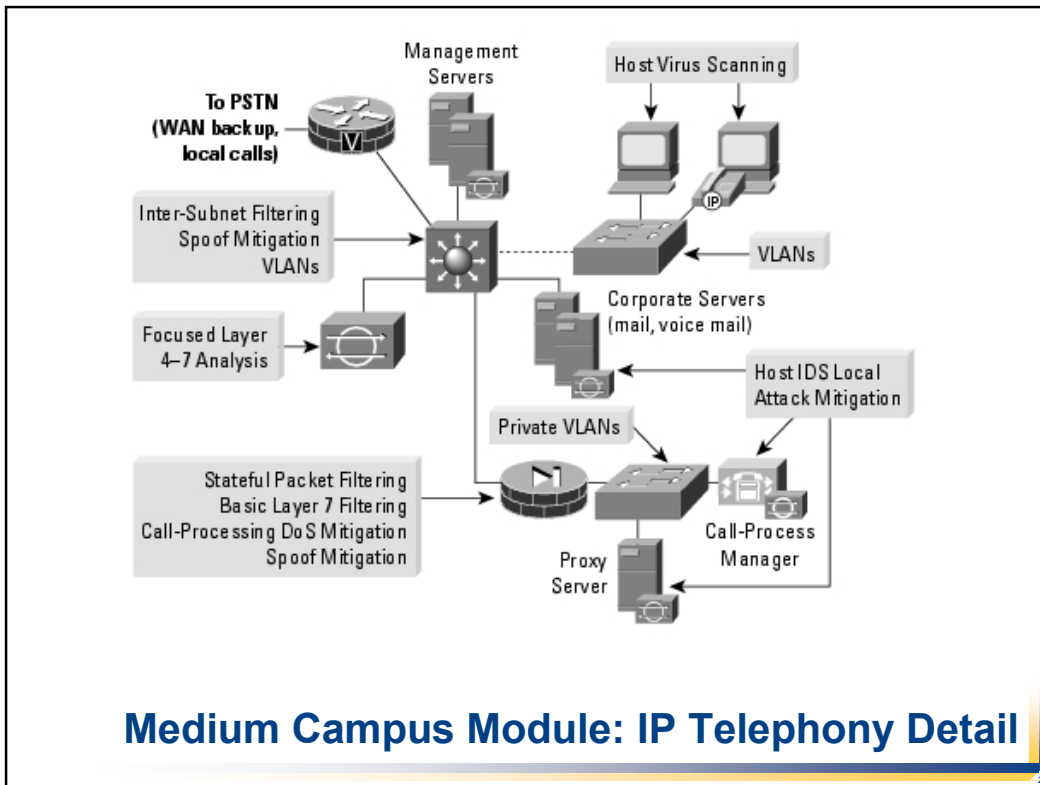 Management
Servers
Host Virus Scanning
To PSTN
(WAN backup,
local calls)
V
IP
Inter-Subnet Filtering
Spoof Mitigation
VLANs
VLANs
Corporate Servers
(mail, voice mail)
Focused Layer
4–7 Analysis
Host IDS Local
Attack Mitigation
Private VLANs
Stateful Packet Filtering
Basic Layer 7 Filtering
Call-Processing DoS Mitigation
Spoof Mitigation
Call-Process
Manager
Proxy
Server
Medium Campus Module: IP Telephony Detail